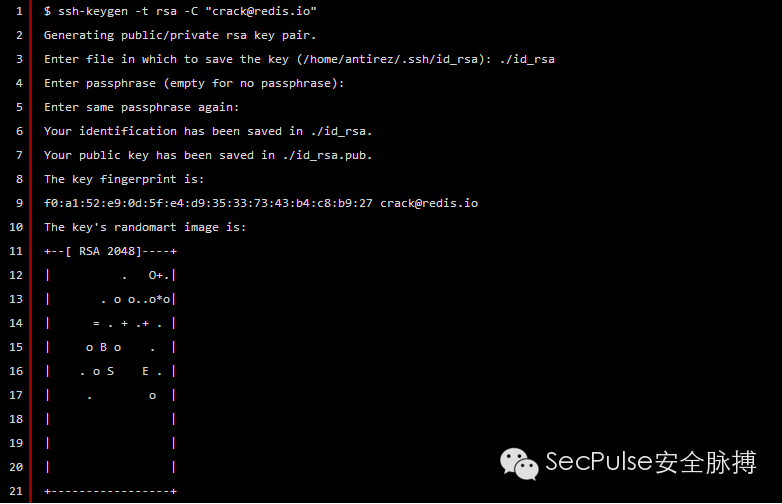 1 $ ssh-keygen -t rsa -C "crack@redis.io"
2 Generating public/private rsa key pair.
3 Enter file in which to save the key (/home/antirez/.ssh/id_rsa): ./id_rsa
4 Enter passphrase (empty for no passphrase):
5 Enter same passphrase again:
6 Your identification has been saved in ./id_rsa.
7 Your public key has been saved in ./id_rsa.pub.
8 The key fingerprint is:
9 f0:a1:52:e9:0d:5f:e4:d9:35:33:73:43:b4:c8:b9:27 crack@redis.io
10 The key's randomart image is:
11 +--[ RSA 2048]----+
12 |          .   O+.|
13 |       . o o..o*o|
14 |      = . + .+ . |
15 |     o B o    .  |
16 |    . o S    E . |
17 |     .        o  |
18 |                 |
19 |                 |
20 |                 |
21 +-----------------+
SecPulse安全脉搏